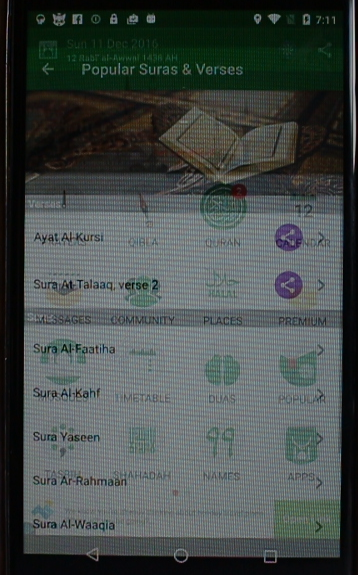 7:11
Sun 11 Dec 2016
12 Rabi' al-Awwal 1438 AH
Popular Suras & Verses
Verses
12
Ayat Al-Kursi
QIBLA QURAN CALENDAR
Sura At-Talaaq, verse 2
HALAL
MESSAGES COMMUNITY PLACES PREMIUM
Sura Al-Faatiha
Sura Al-Kahf
TIMETABLE DUAS POPULAR
Sura Yaseen
99
TASBIH SHAHADAH NAMES APPS
Sura Ar-Rahmaan
Sura Al-Waaqia